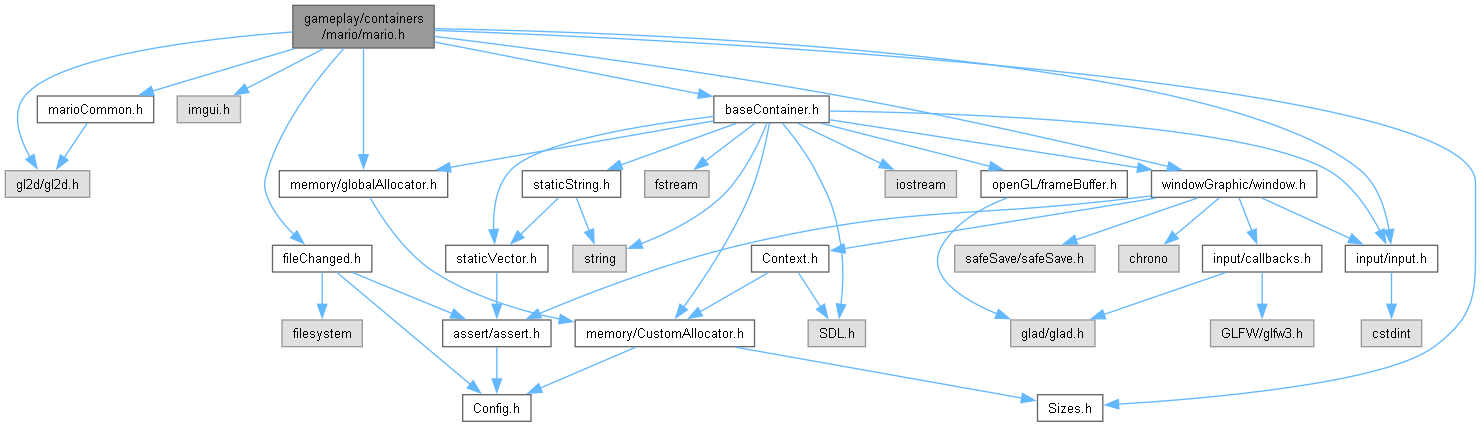 gameplay/containers
/mario/mario.h
marioCommon.h
imgui.h
baseContainer.h
gl2d/gl2d.h
memory/globalAllocator.h
staticString.h
fstream
iostream
openGL/frameBuffer.h
windowGraphic/window.h
fileChanged.h
staticVector.h
string
Context.h
safeSave/safeSave.h
chrono
input/callbacks.h
input/input.h
filesystem
assert/assert.h
memory/CustomAllocator.h
SDL.h
glad/glad.h
GLFW/glfw3.h
cstdint
Config.h
Sizes.h